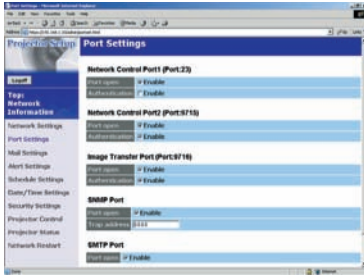 Port Settings
Projector Setup
Logoff
Top:
Network
Information
Network Settings
Port Settings
Mail Settings
Alert Settings
Schedule Settings
Date/Time Settings
Security Settings
Projector Control
Projector Status
Network Restart
Network Control Port1 (Port:23)
Port open Enable
Authentication Enable
Network Control Port2 (Port:9715)
Port open Enable
Authentication Enable
Image Transfer Port (Port:9716)
Port open Enable
Authentication Enable
SNMP Port
Port open Enable
Trap address
SMTP Port
Port open Enable